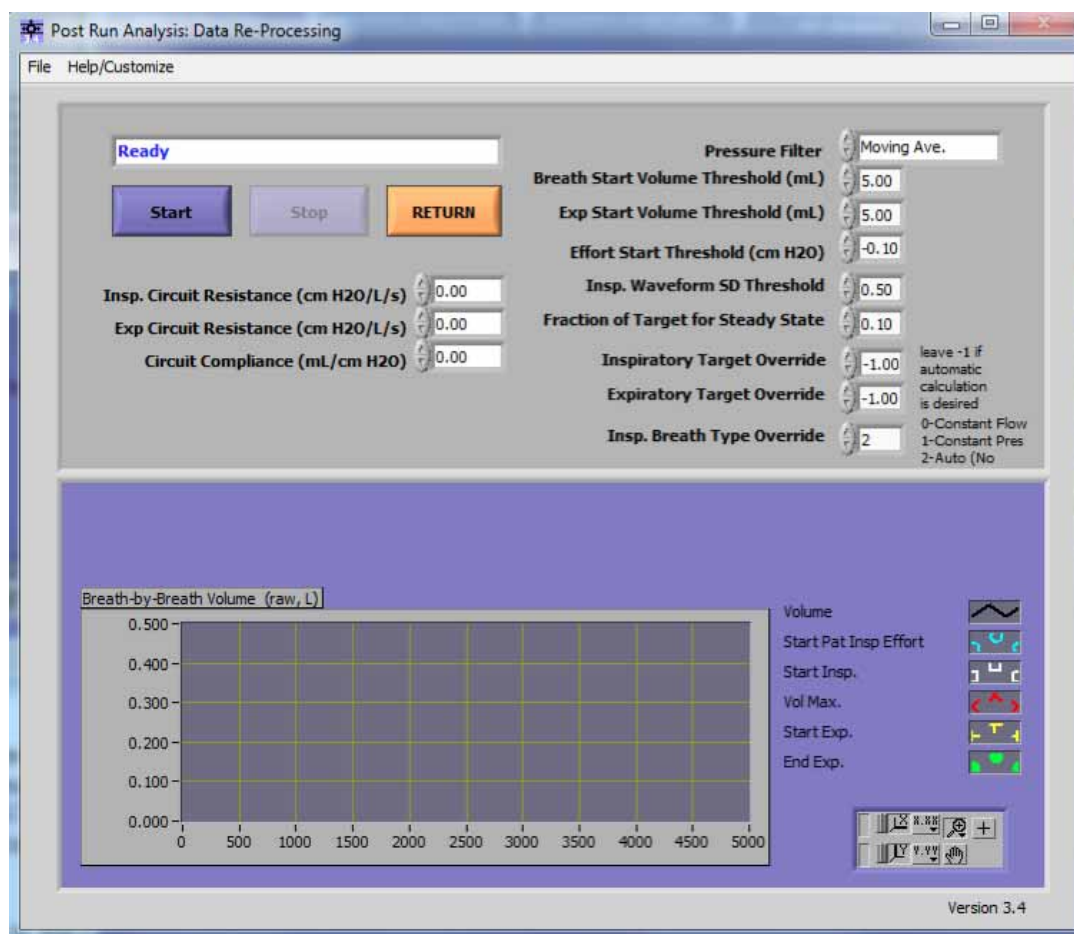 Post Run Analysis: Data Re-Processing
File Help/Customize
Ready
Start Stop RETURN
Insp. Circuit Resistance (cm H2O/L/s) 0.00
Exp Circuit Resistance (cm H2O/L/s) 0.00
Circuit Compliance (mL/cm H2O) 0.00
Pressure Filter Moving Ave.
Breath Start Volume Threshold (mL) 5.00
Exp Start Volume Threshold (mL) 5.00
Effort Start Threshold (cm H2O) -0.10
Insp. Waveform SD Threshold 0.50
Fraction of Target for Steady State 0.10
Inspiratory Target Override -1.00
Expiratory Target Override -1.00
leave -1 if
automatic
calculation
is desired
Insp. Breath Type Override 2
0-Constant Flow
1-Constant Pres
2-Auto (No
Breath-by-Breath Volume (raw, L)
0.500
0.400
0.300
0.200
0.100
0.000
0 500 1000 1500 2000 2500 3000 3500 4000 4500 5000
Volume
Start Pat Insp Effort
Start Insp.
Vol Max.
Start Exp.
End Exp.
X X.XX
Y Y.YY
Version 3.4